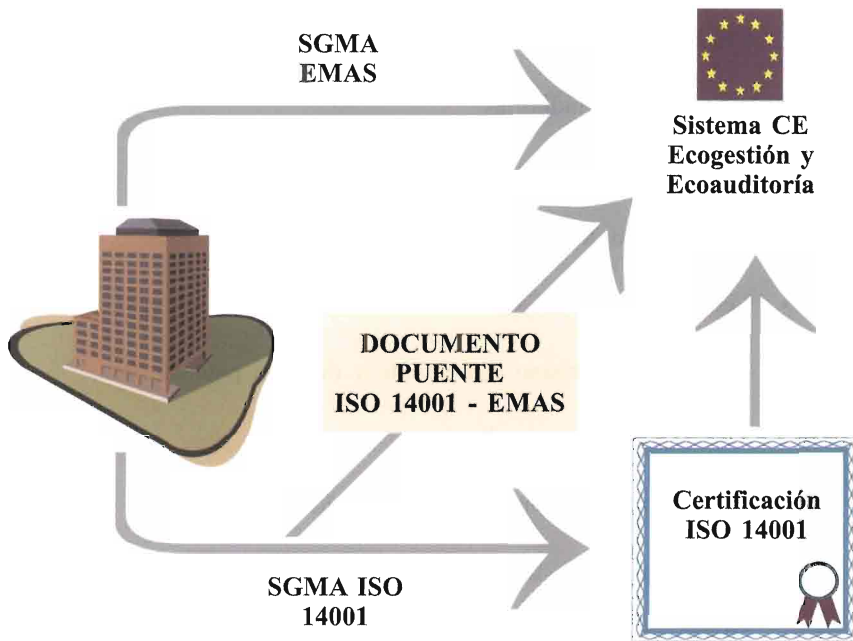 SGMA
EMAS
Sistema CE
Ecogestión y
Ecoauditoría
DOCUMENTO
PUENTE
ISO 14001 - EMAS
Certificación
ISO 14001
SGMA ISO
14001